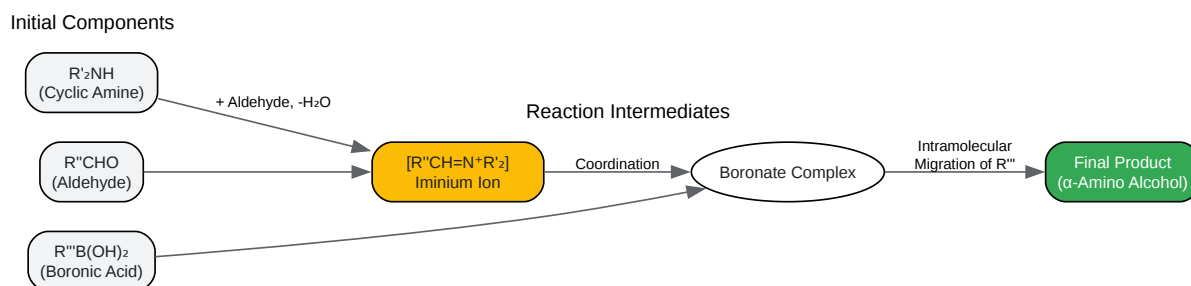 Initial Components
R'₂NH
(Cyclic Amine)
+ Aldehyde, -H₂O
Reaction Intermediates
R''CHO
(Aldehyde)
[R''CH=N⁺R'₂]
Iminium Ion
Coordination
Boronate Complex
Intramolecular
Migration of R'''
Final Product
(α-Amino Alcohol)
R'''B(OH)₂
(Boronic Acid)